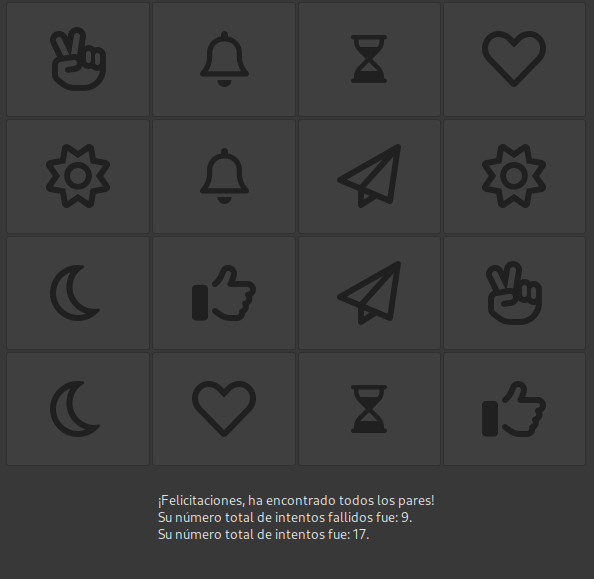 ¡Felicitaciones, ha encontrado todos los pares!
Su número total de intentos fallidos fue: 9.
Su número total de intentos fue: 17.